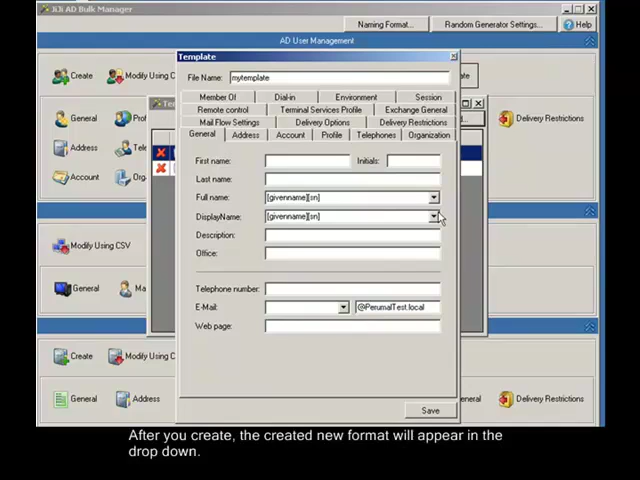 JiJi AD Bulk Manager
Naming Format...
Random Generator Settings...
Help
AD User Management
Create
Modify Using C
General
Address
Account
Delivery Restrictions
Template
File Name:
mytemplate
Member Of
Dial-in
Environment
Session
Remote control
Terminal Services Profile
Exchange General
Mail Flow Settings
Delivery Options
Delivery Restrictions
General
Address
Account
Profile
Telephones
Organization
First name:
Initials:
Last name:
Full name:
[givenname][sn]
DisplayName:
[givenname][sn]
Description:
Office:
Telephone number:
E-Mail:
@PerumalTest.local
Web page:
Save
Modify Using CSV
General
Create
Modify Using C
General
Address
Delivery Restrictions
After you create, the created new format will appear in the
drop down.